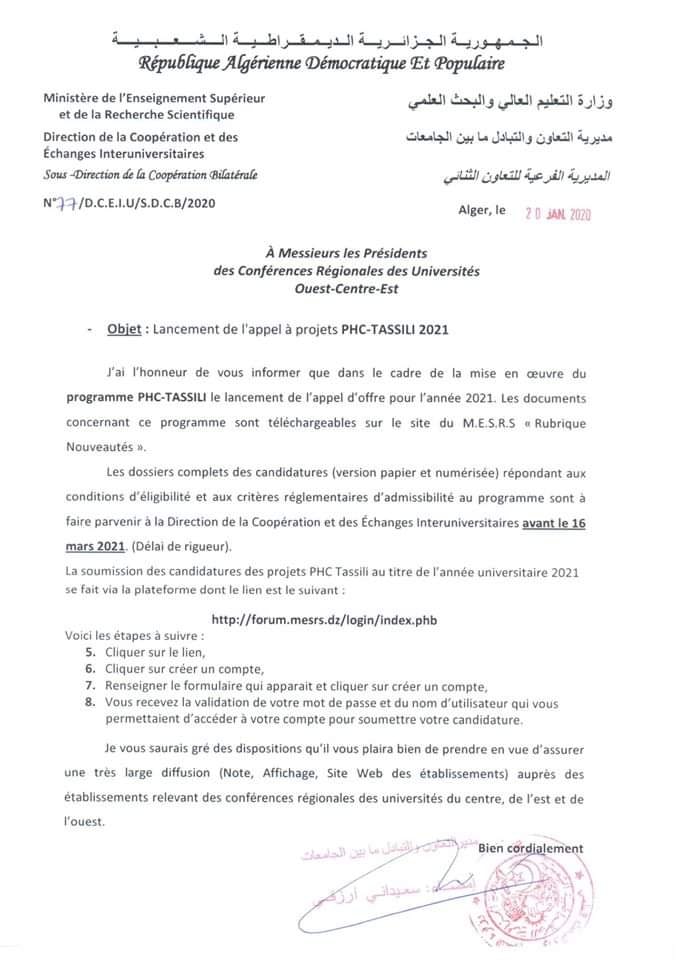 الـجـمـهـوريـة الـجـزائـريـة الـديـمـقـراطـيـة الـشـعـبـيـة
République Algérienne Démocratique Et Populaire
Ministère de l'Enseignement Supérieur
et de la Recherche Scientifique
وزارة التعليم العالي والبحث العلمي
Direction de la Coopération et des
Échanges Interuniversitaires
مديرية التعاون والتبادل ما بين الجامعات
Sous -Direction de la Coopération Bilatérale
المديرية الفرعية للتعاون الثنائي
N°77/D.C.E.I.U/S.D.C.B/2020
Alger, le 20 JAN. 2020
À Messieurs les Présidents
des Conférences Régionales des Universités
Ouest-Centre-Est
- Objet : Lancement de l'appel à projets PHC-TASSILI 2021
J'ai l'honneur de vous informer que dans le cadre de la mise en œuvre du
programme PHC-TASSILI le lancement de l'appel d'offre pour l'année 2021. Les documents
concernant ce programme sont téléchargeables sur le site du M.E.S.R.S « Rubrique
Nouveautés ».
Les dossiers complets des candidatures (version papier et numérisée) répondant aux
conditions d'éligibilité et aux critères réglementaires d'admissibilité au programme sont à
faire parvenir à la Direction de la Coopération et des Échanges Interuniversitaires avant le 16
mars 2021. (Délai de rigueur).
La soumission des candidatures des projets PHC Tassili au titre de l'année universitaire 2021
se fait via la plateforme dont le lien est le suivant :
http://forum.mesrs.dz/login/index.phb
Voici les étapes à suivre :
5. Cliquer sur le lien,
6. Cliquer sur créer un compte,
7. Renseigner le formulaire qui apparait et cliquer sur créer un compte,
8. Vous recevez la validation de votre mot de passe et du nom d'utilisateur qui vous
permettaient d'accéder à votre compte pour soumettre votre candidature.
Je vous saurais gré des dispositions qu'il vous plaira bien de prendre en vue d'assurer
une très large diffusion (Note, Affichage, Site Web des établissements) auprès des
établissements relevant des conférences régionales des universités du centre, de l'est et de
l'ouest.
Bien cordialement
مدير التعاون والتبادل ما بين الجامعات
إمضاء: سعيداني أرزقي